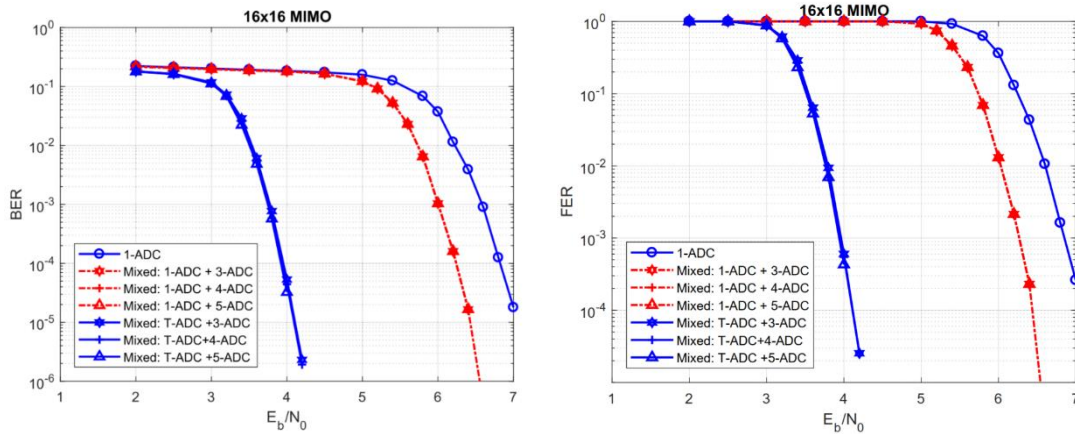 16x16 MIMO
10^0
10^-1
10^-2
10^-3
10^-4
10^-5
10^-6
BER
1-ADC
Mixed: 1-ADC + 3-ADC
Mixed: 1-ADC + 4-ADC
Mixed: 1-ADC + 5-ADC
Mixed: T-ADC +3-ADC
Mixed: T-ADC+4-ADC
Mixed: T-ADC +5-ADC
1 2 3 4 5 6 7
E_b/N_0
16x16 MIMO
10^0
10^-1
10^-2
10^-3
10^-4
FER
1-ADC
Mixed: 1-ADC + 3-ADC
Mixed: 1-ADC + 4-ADC
Mixed: 1-ADC + 5-ADC
Mixed: T-ADC +3-ADC
Mixed: T-ADC+4-ADC
Mixed: T-ADC +5-ADC
1 2 3 4 5 6 7
E_b/N_0